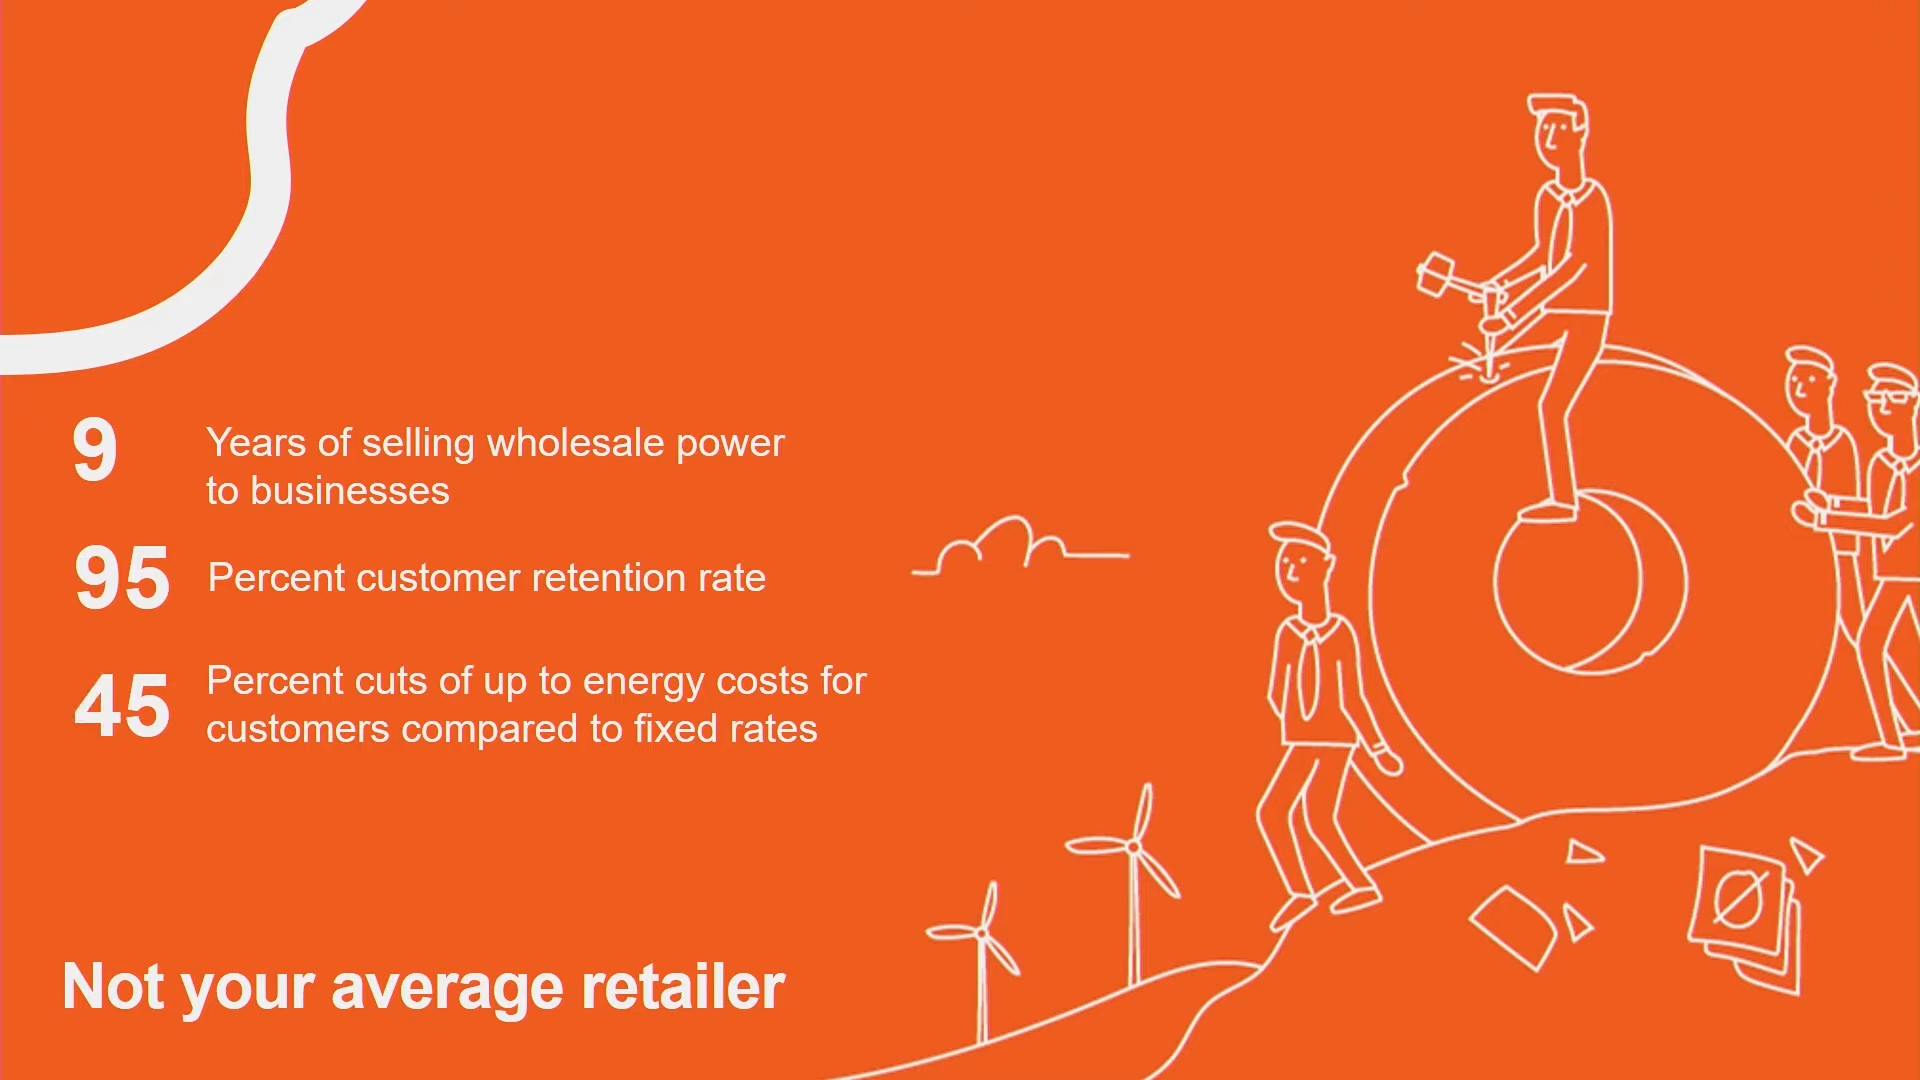 9
Years of selling wholesale power
to businesses
95
Percent customer retention rate
45
Percent cuts of up to energy costs for
customers compared to fixed rates
Not your average retailer